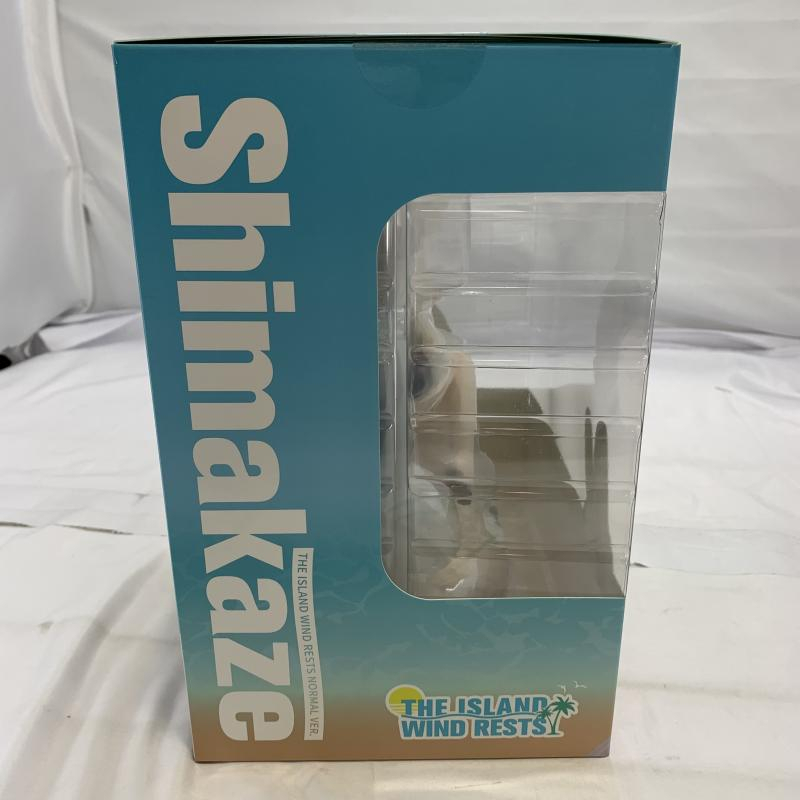 Shimakaze
THE ISLAND WIND RESTS NORMAL VER.
THE ISLAND
WIND RESTS